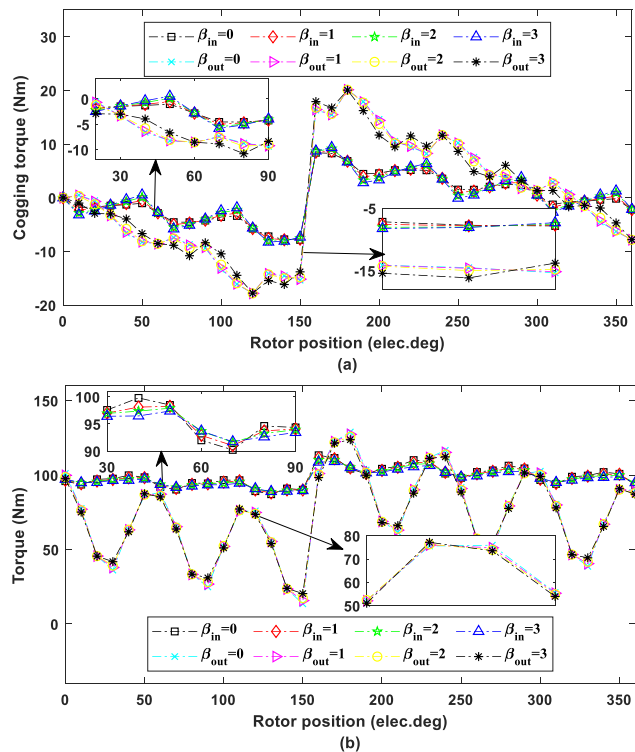 β_in=0 β_in=1 β_in=2 β_in=3
β_out=0 β_out=1 β_out=2 β_out=3
30
20
10
0
-10
-20
Cogging torque (Nm)
0
-5
-10
30 60 90
-5
-15
0 50 100 150 200 250 300 350
Rotor position (elec.deg)
(a)
150
100
50
0
Torque (Nm)
100
95
90
30 60 90
80
70
60
50
β_in=0 β_in=1 β_in=2 β_in=3
β_out=0 β_out=1 β_out=2 β_out=3
0 50 100 150 200 250 300 350
Rotor position (elec.deg)
(b)